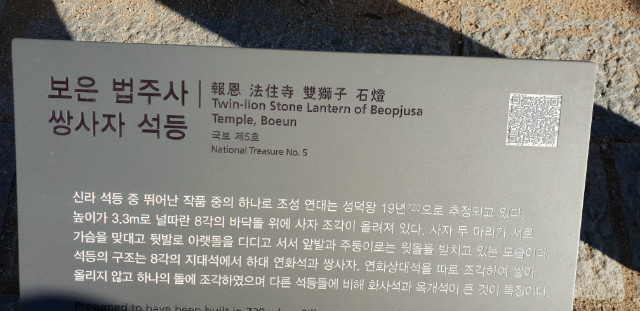 보은 법주사
쌍사자 석등
報恩 法住寺 雙獅子 石燈
Twin-lion Stone Lantern of Beopjusa
Temple, Boeun
국보 제5호
National Treasure No. 5
신라 석등 중 뛰어난 작품 중의 하나로 조성 연대는 성덕왕 19년720으로 추정되고 있다.
높이가 3.3m로 널따란 8각의 바닥돌 위에 사자 조각이 올려져 있다. 사자 두 마리가 서로
가슴을 맞대고 뒷발로 아랫돌을 디디고 서서 앞발과 주둥이로는 윗돌을 받치고 있는 모습이다.
석등의 구조는 8각의 지대석에서 하대 연화석과 쌍사자, 연화상대석을 따로 조각하여 쌓아
올리지 않고 하나의 돌에 조각하였으며 다른 석등들에 비해 화사석과 옥개석이 큰 것이 특징이다.
Presumed to have been built in 720